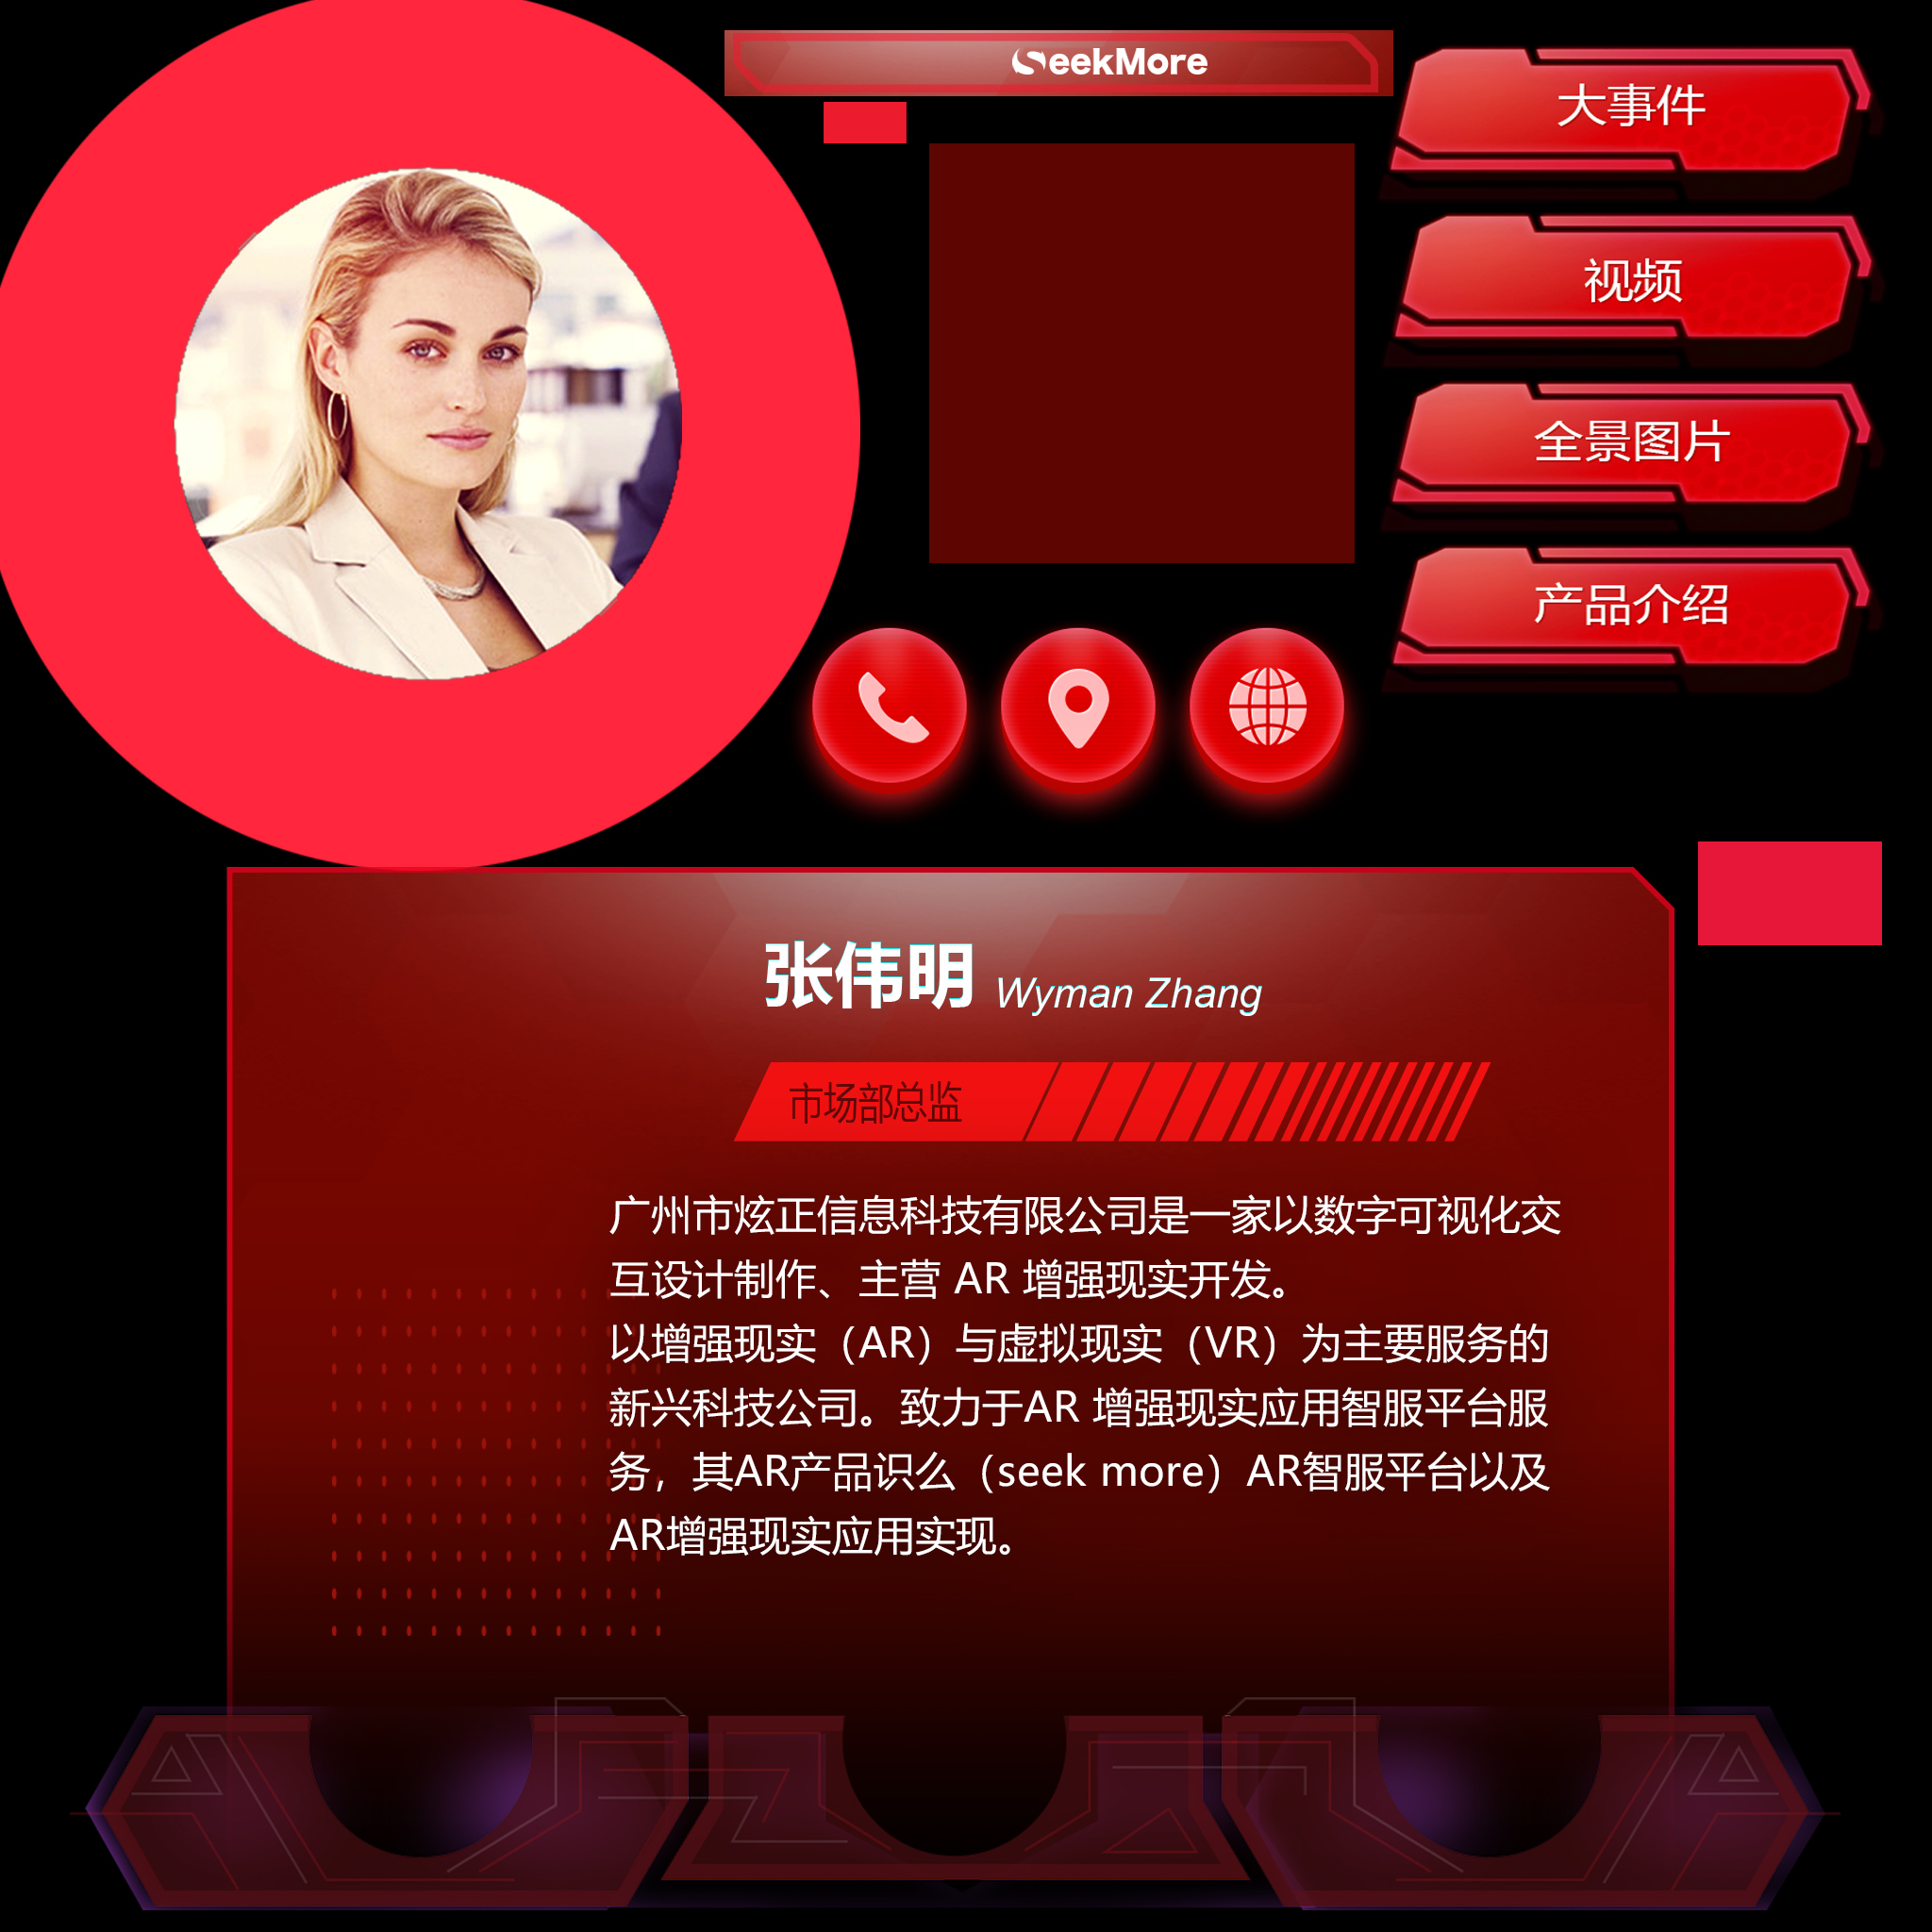 SeekMore
大事件
视频
全景图片
产品介绍
张伟明 Wyman Zhang
市场部总监
广州市炫正信息科技有限公司是一家以数字可视化交
互设计制作、主营 AR 增强现实开发。
以增强现实（AR）与虚拟现实（VR）为主要服务的
新兴科技公司。致力于AR 增强现实应用智服平台服
务，其AR产品识么（seek more）AR智服平台以及
AR增强现实应用实现。